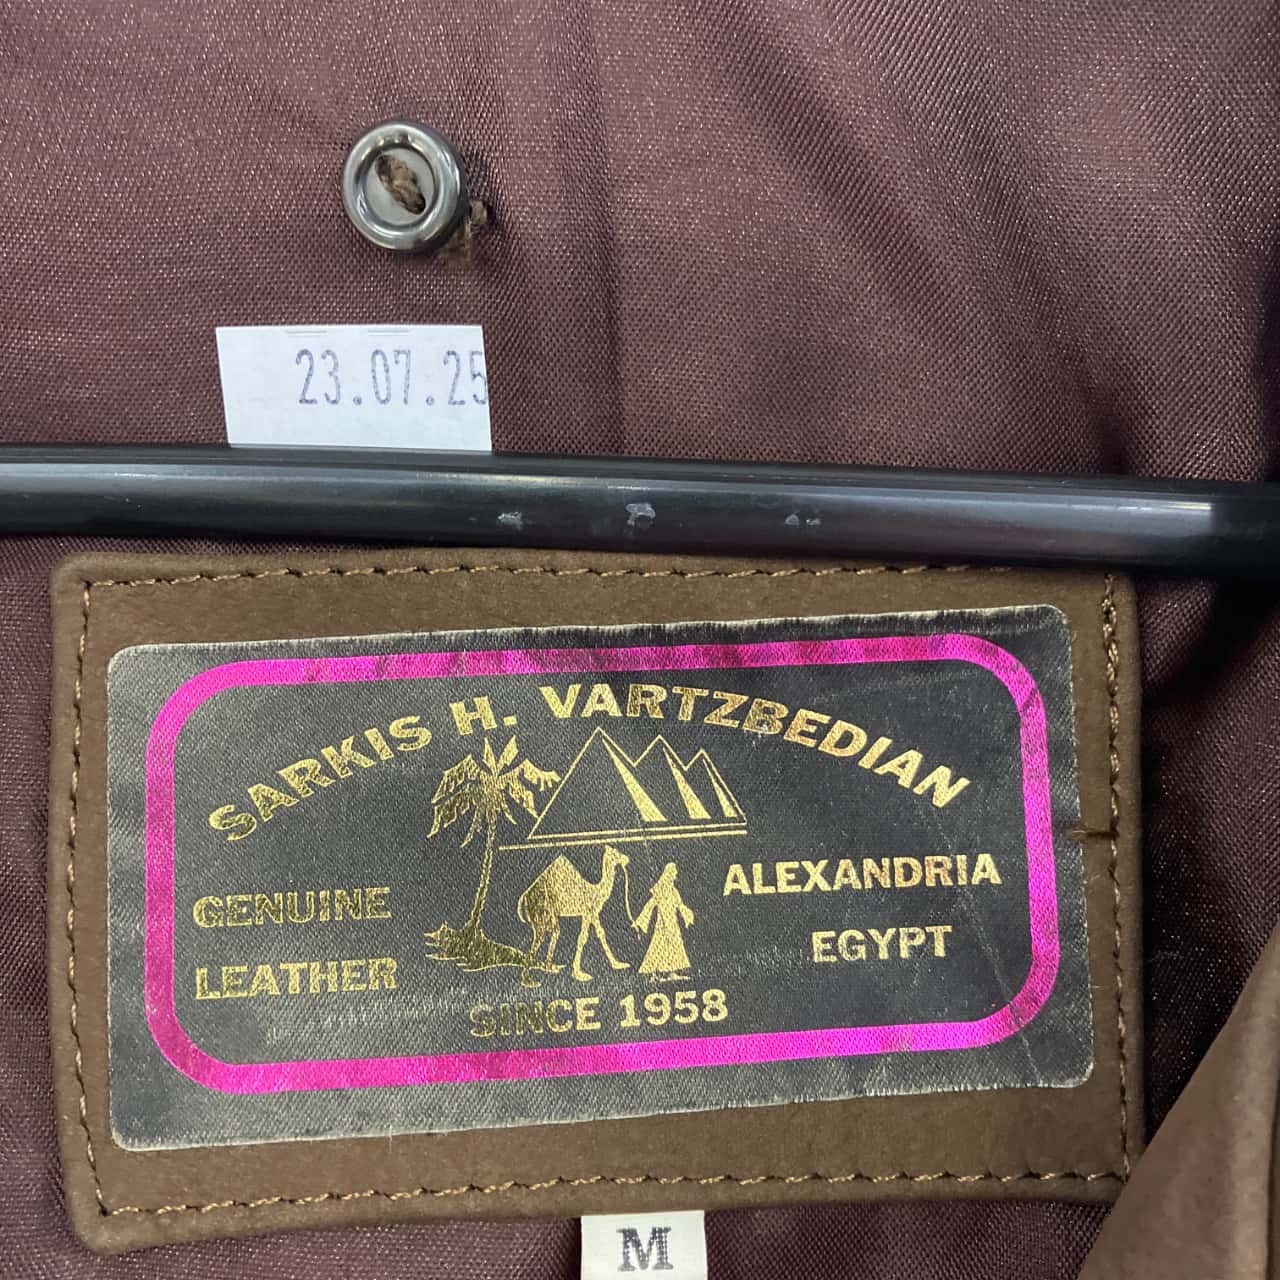 23.07.25
SARKIS H. VARTZBEDIAN
GENUINE
LEATHER
ALEXANDRIA
EGYPT
SINCE 1958
M